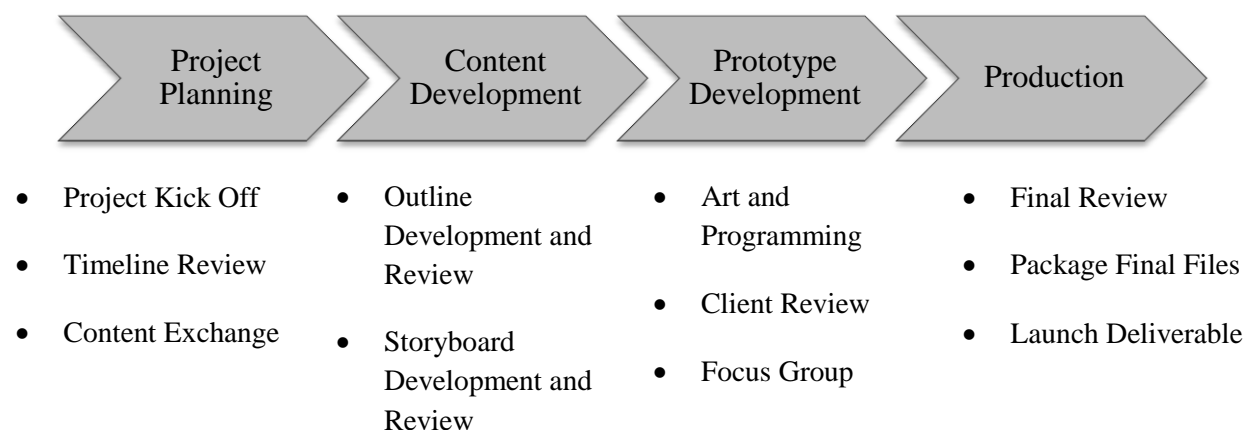 Project
Planning
Content
Development
Prototype
Development
Production
• Project Kick Off
• Timeline Review
• Content Exchange
• Outline
Development and
Review
• Storyboard
Development and
Review
• Art and
Programming
• Client Review
• Focus Group
• Final Review
• Package Final Files
• Launch Deliverable